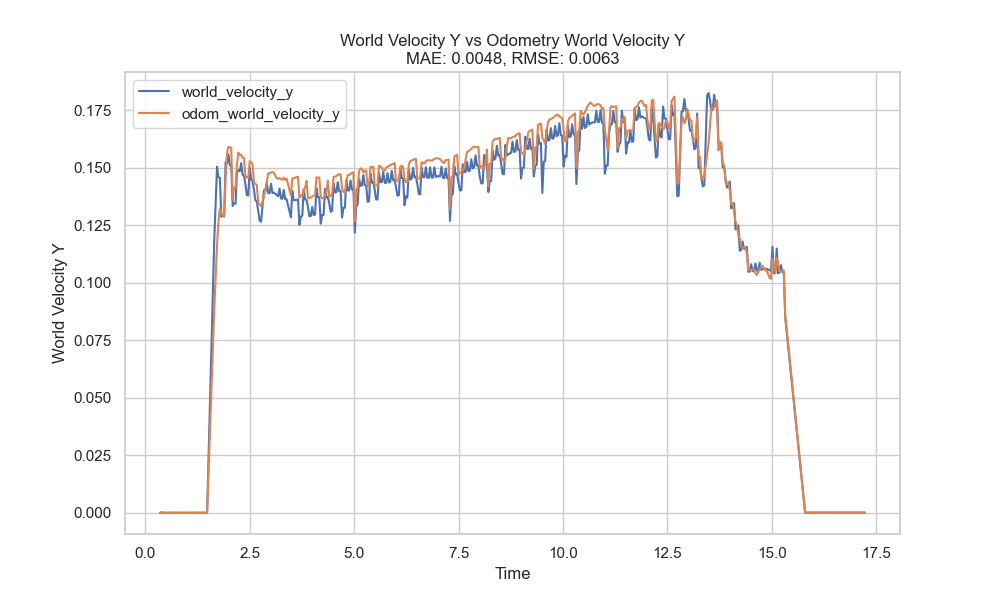 World Velocity Y vs Odometry World Velocity Y
MAE: 0.0048, RMSE: 0.0063
world_velocity_y
odom_world_velocity_y
World Velocity Y
0.175
0.150
0.125
0.100
0.075
0.050
0.025
0.000
0.0 2.5 5.0 7.5 10.0 12.5 15.0 17.5
Time